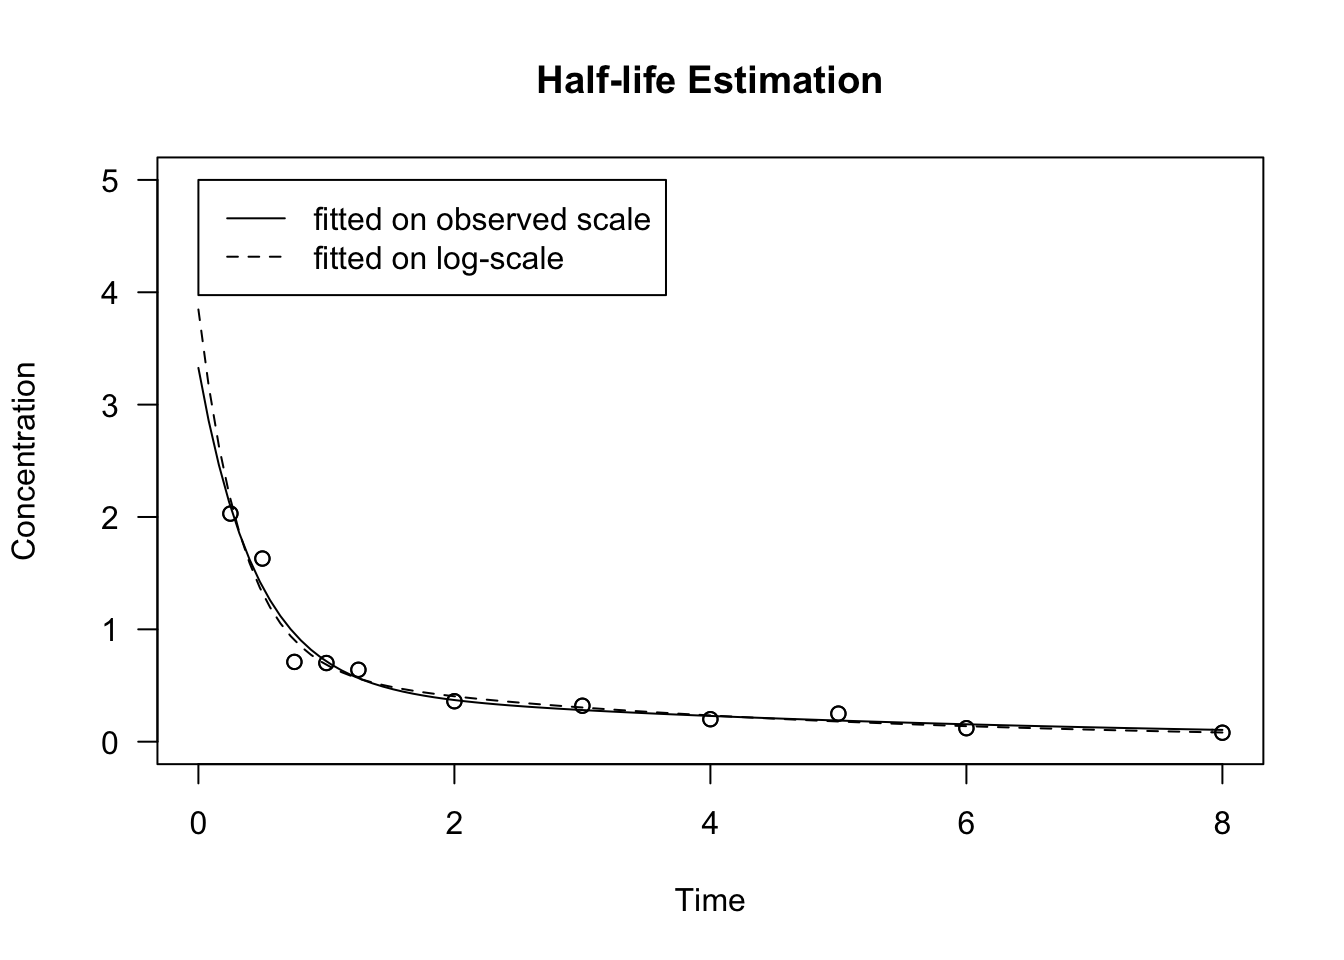 Half-life Estimation
5
4
3
2
1
0
fitted on observed scale
fitted on log-scale
Concentration
0 2 4 6 8
Time